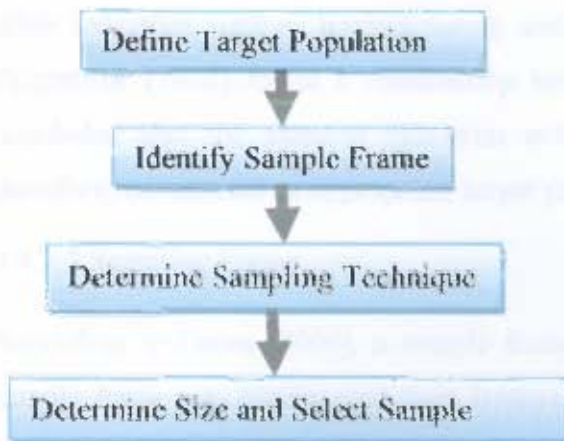 Define Target Population
Identify Sample Frame
Determine Sampling Technique
Determine Size and Select Sample